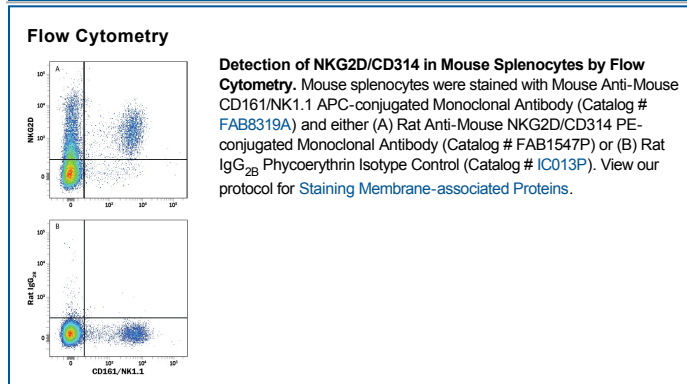 Flow Cytometry
A
NKG2D
0
Detection of NKG2D/CD314 in Mouse Splenocytes by Flow
Cytometry. Mouse splenocytes were stained with Mouse Anti-Mouse
CD161/NK1.1 APC-conjugated Monoclonal Antibody (Catalog #
FAB8319A) and either (A) Rat Anti-Mouse NKG2D/CD314 PE-
conjugated Monoclonal Antibody (Catalog # FAB1547P) or (B) Rat
IgG2B Phycoerythrin Isotype Control (Catalog # IC013P). View our
protocol for Staining Membrane-associated Proteins.
B
Rat IgG2B
0
CD161/NK1.1